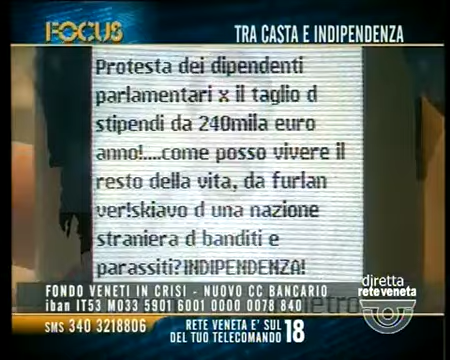 FOCUS
TRA CASTA E INDIPENDENZA
Protesta dei dipendenti
parlamentari x il taglio d
stipendi da 240mila euro
anno!....come posso vivere il
resto della vita, da furlan
ver!skiavo d una nazione
straniera d banditi e
parassiti?INDIPENDENZA!
diretta
reteveneta
FONDO VENETI IN CRISI - NUOVO CC BANCARIO
iban IT53 M033 5901 6001 0000 0078 840
SMS 340 3218806
RETE VENETA E' SUL 18
DEL TUO TELECOMANDO